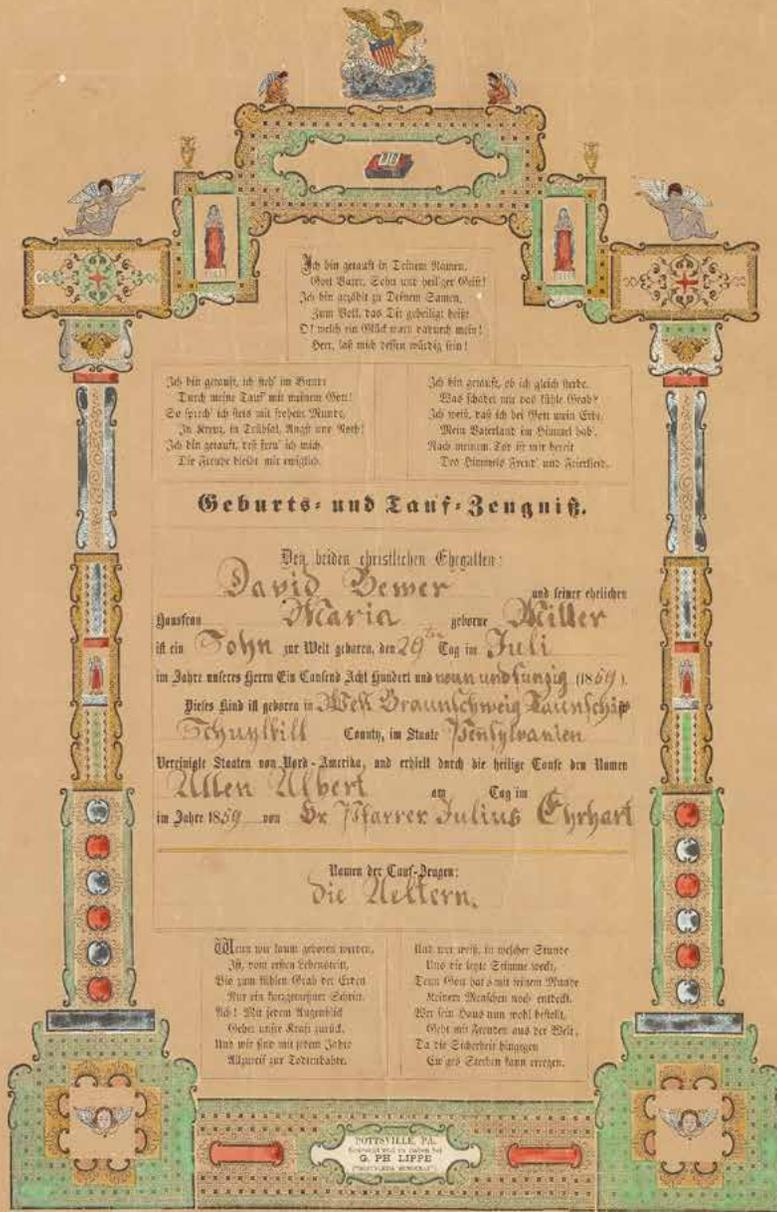 Ich bin getauft in Deinem Namen,
Gott Vater, Sohn und heil'ger Geist!
Ich bin gezählt zu Deinem Samen,
Zum Volk, das Dir geheiligt heißt
O! welch ein Glück ward dadurch mein!
Herr, laß mich dessen würdig sein!
Ich bin getauft, ich steh' im Bunde
Durch meine Tauf' mit meinem Gott!
So sprech' ich stets mit frohem Munde,
In Kreuz, in Trübsal, Angst und Noth!
Ich bin getauft, deß freu' ich mich,
Die Freude bleibt mir ewiglich.
Ich bin getauft, ob ich gleich sterbe,
Was schadet mir das kühle Grab?
Ich weiß, daß ich bei Gott mein Erbe,
Mein Vaterland im Himmel hab'.
Nach meinem Tod ist mir bereit
Des Himmels Freud' und Feierkleid.
Geburts- und Tauf-Zeugniß.
Den beiden christlichen Ehegatten:
David Bewer und seiner ehelichen
Hausfrau Maria geborne Miller
ist ein Sohn zur Welt geboren, den 29ten Tag im Juli
im Jahre unseres Herrn Ein Tausend Acht Hundert und neun und funzig (1859).
Dieses Kind ist geboren in West Braunschweig Taunschip
Schuylkill County, im Staate Pensylvanien
Vereinigte Staaten von Nord-Amerika, und erhielt durch die heilige Taufe den Namen
Allen Albert am Tag im
im Jahre 1859 von Dr Pfarrer Julius Ehrhart
Namen der Tauf-Zeugen:
die Aeltern.
Wenn wir kaum geboren werden,
Ist, vom ersten Lebenstritt,
Bis zum kühlen Grab der Erden
Nur ein kurzgemeßner Schritt.
Ach! Mit jedem Augenblick
Gehet unsre Kraft zurück,
Und wir sind mit jedem Jahre
Allzureif zur Todtenbahre.
Und wer weiß, in welcher Stunde
Uns die letzte Stimme weckt,
Denn Gott hat's mit seinem Munde
Keinem Menschen noch entdeckt.
Wer sein Haus nun wohl bestellt,
Geht mit Freuden aus der Welt,
Da die Sicherheit hingegen
Ew'ges Sterben kann erregen.
POTTSVILLE, PA.
Gedruckt und zu haben bei
G. PH LIPPE